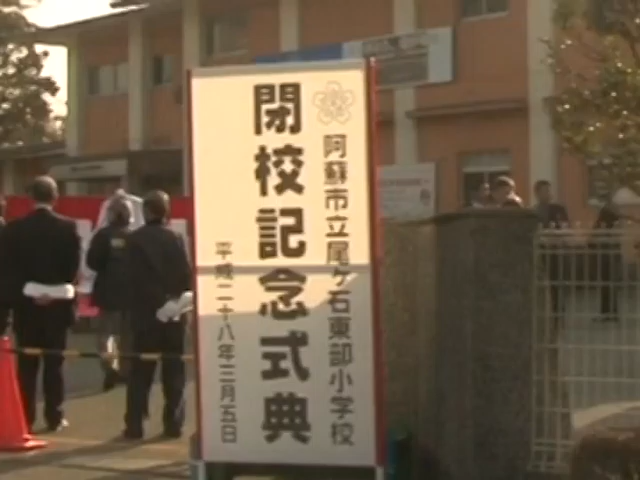 阿蘇市立尾ヶ石東部小学校
閉校記念式典
平成二十八年三月五日